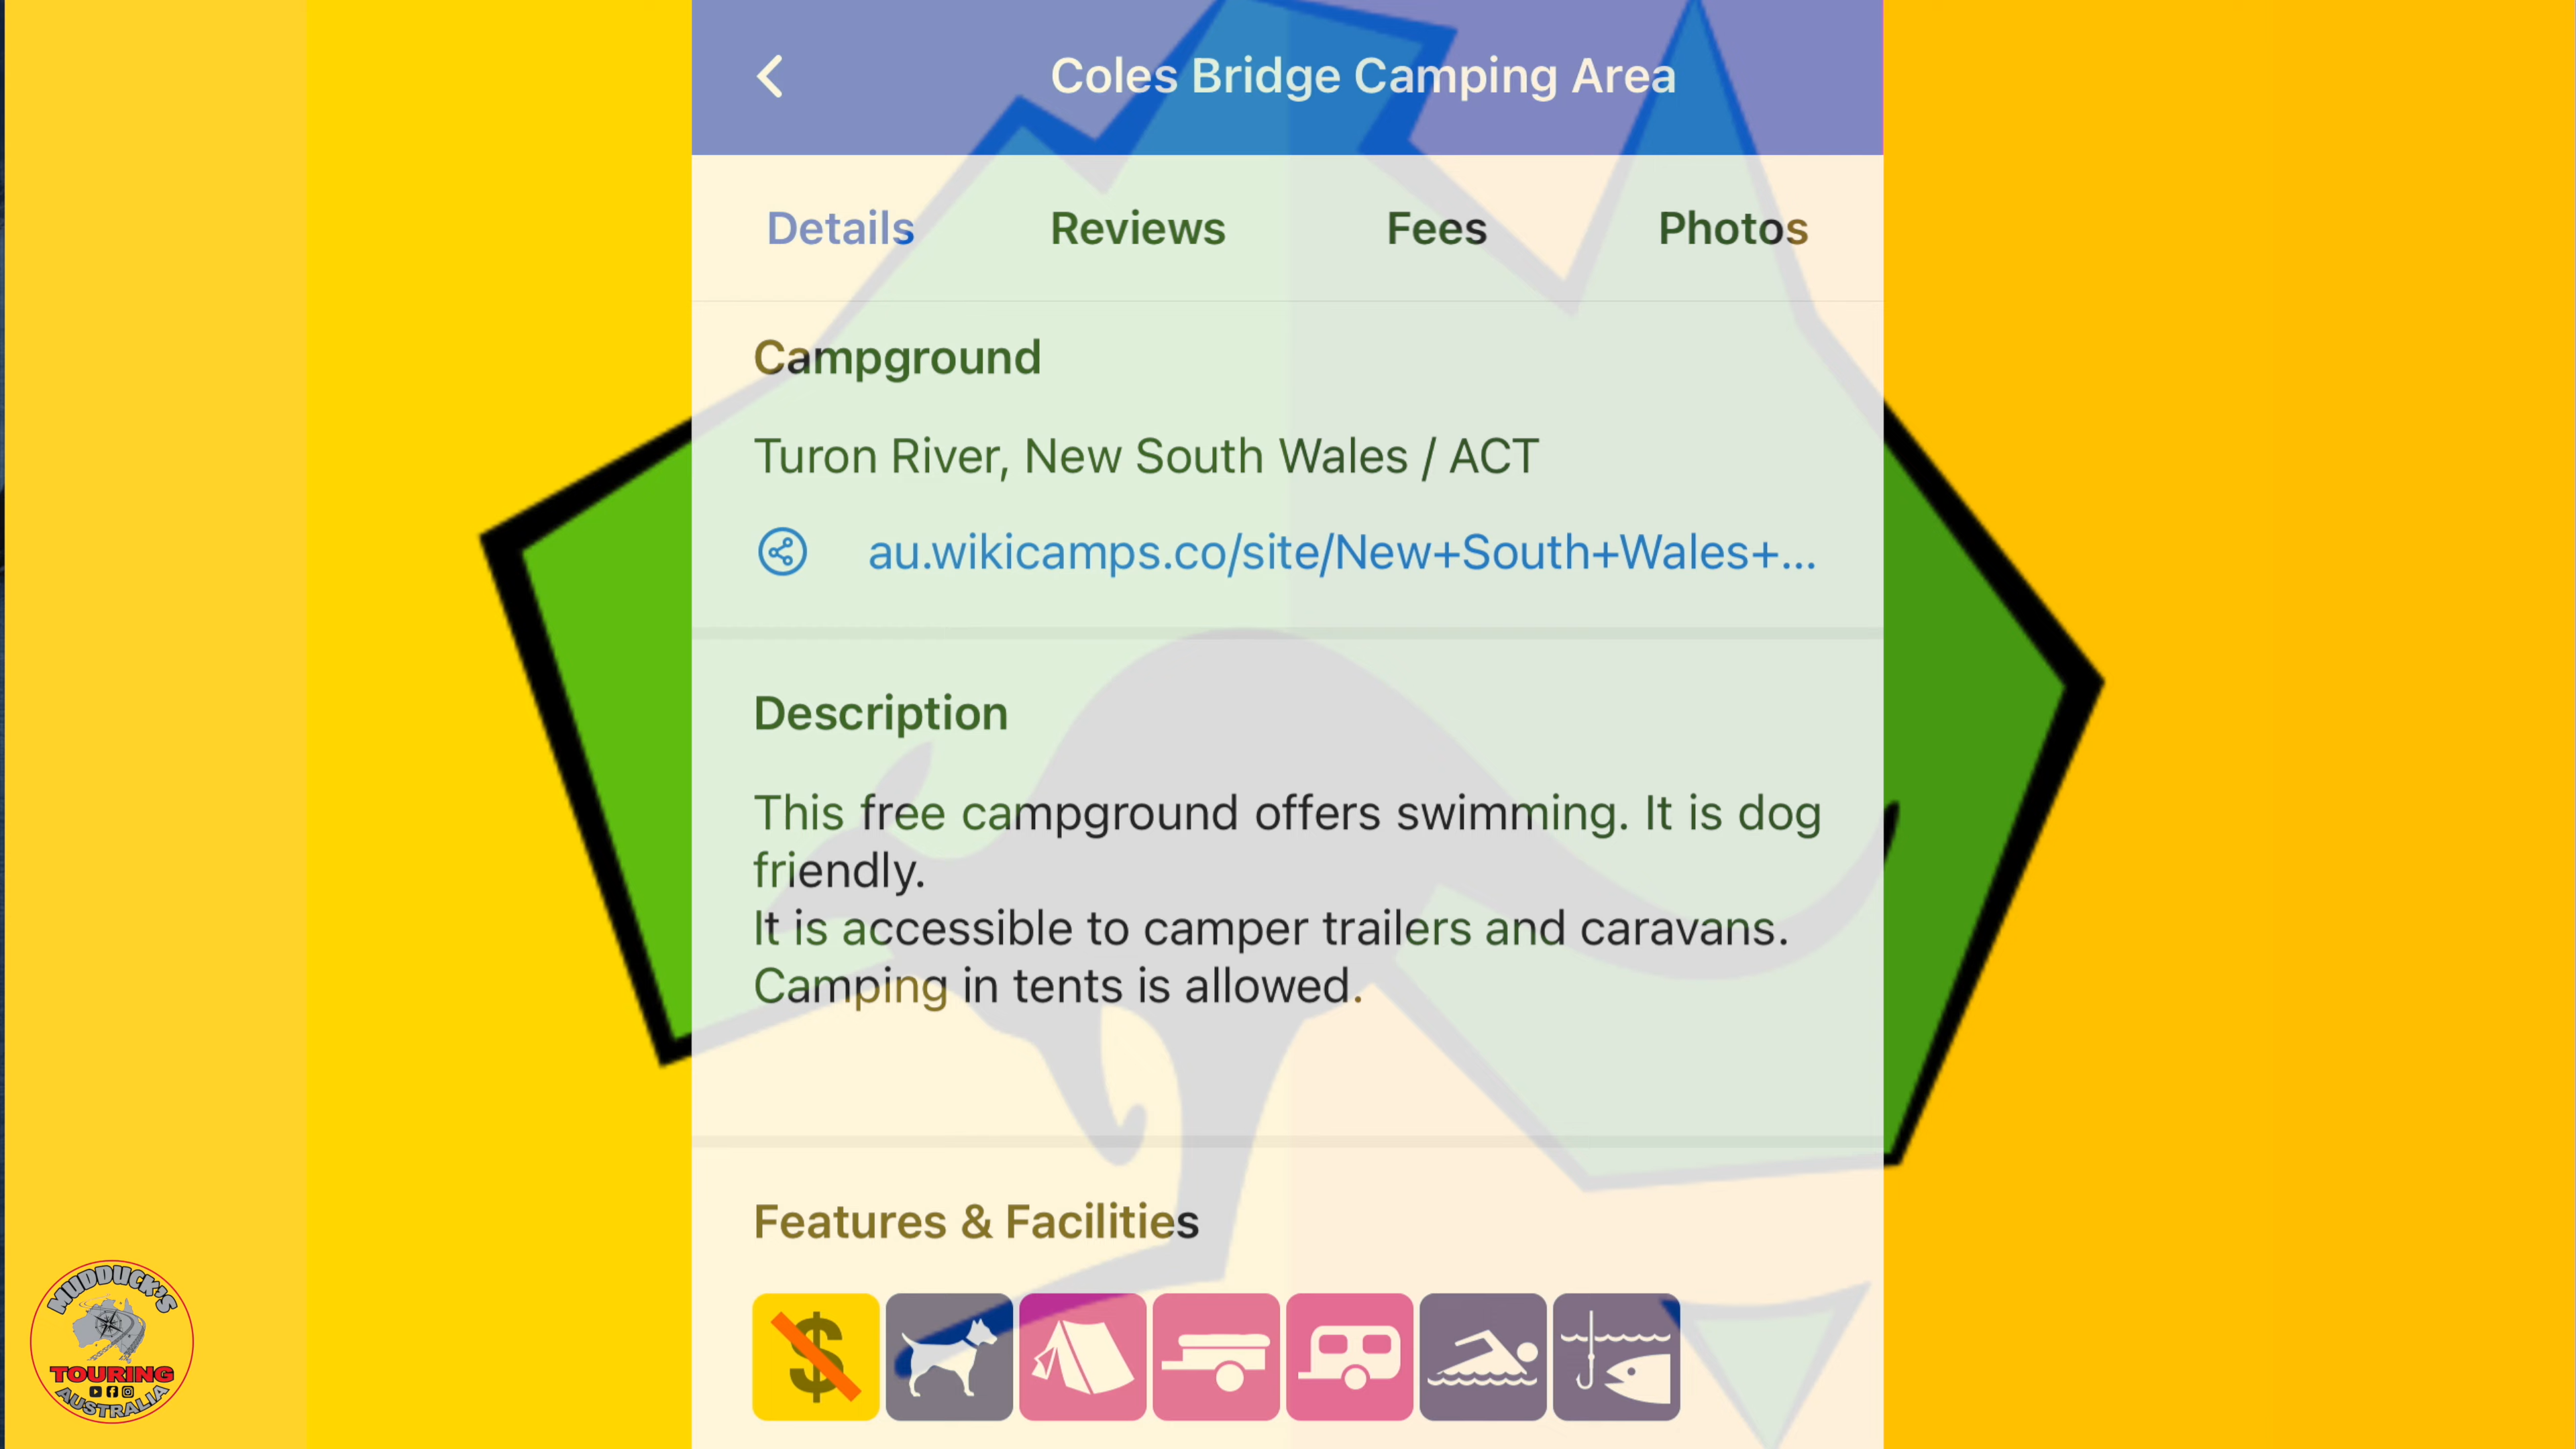 Coles Bridge Camping Area
Details Reviews Fees Photos
Campground
Turon River, New South Wales / ACT
au.wikicamps.co/site/New+South+Wales+...
Description
This free campground offers swimming. It is dog
friendly.
It is accessible to camper trailers and caravans.
Camping in tents is allowed.
Features & Facilities
$
MUDDUCK'S
TOURING
AUSTRALIA